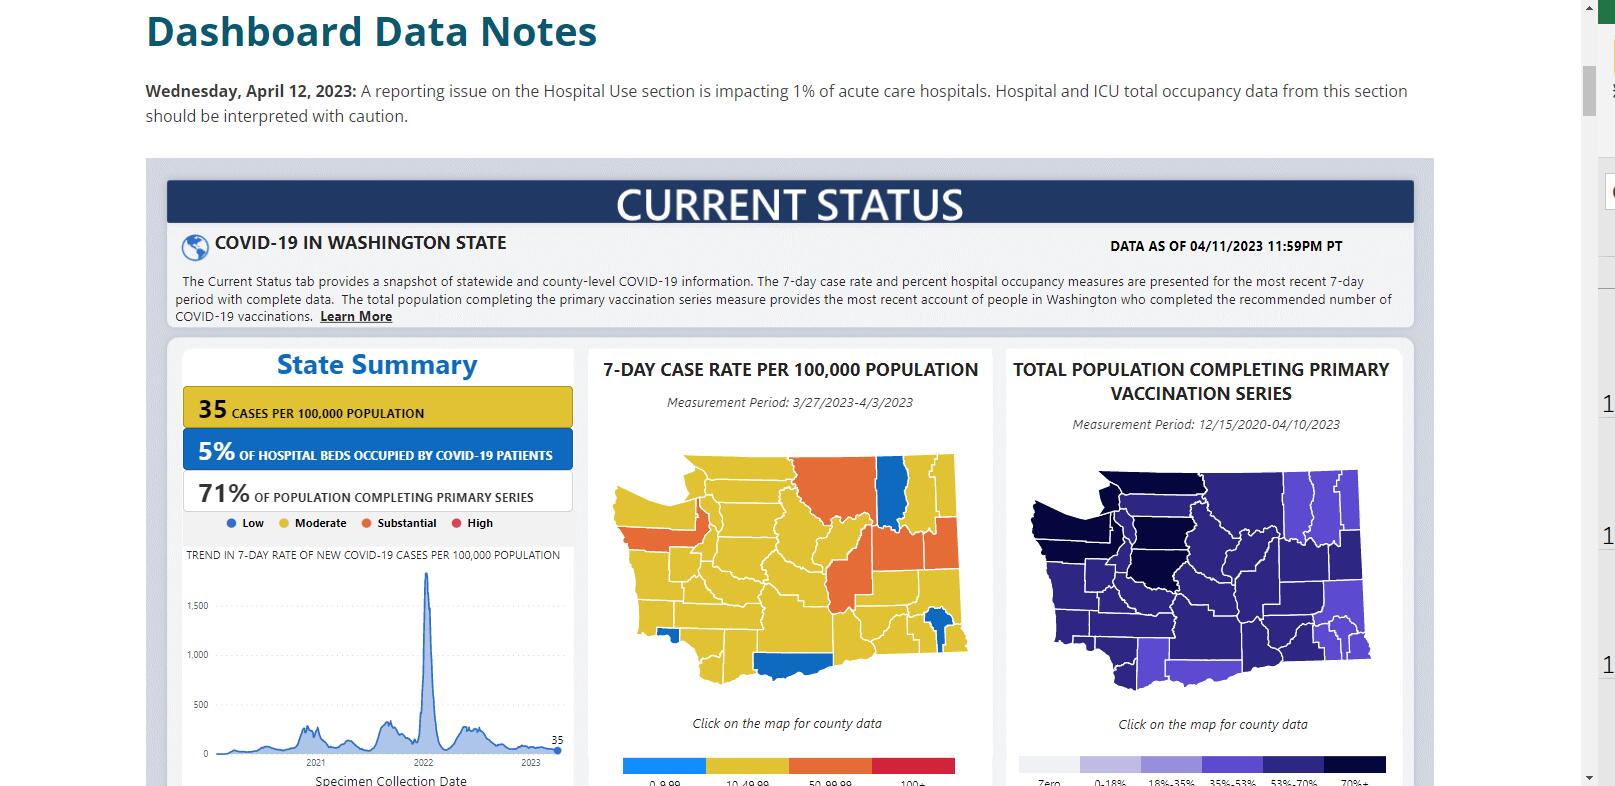 Dashboard Data Notes
Wednesday, April 12, 2023: A reporting issue on the Hospital Use section is impacting 1% of acute care hospitals. Hospital and ICU total occupancy data from this section
should be interpreted with caution.
CURRENT STATUS
COVID-19 IN WASHINGTON STATE
DATA AS OF 04/11/2023 11:59PM PT
The Current Status tab provides a snapshot of statewide and county-level COVID-19 information. The 7-day case rate and percent hospital occupancy measures are presented for the most recent 7-day
period with complete data. The total population completing the primary vaccination series measure provides the most recent account of people in Washington who completed the recommended number of
COVID-19 vaccinations. Learn More
State Summary
35 CASES PER 100,000 POPULATION
5% OF HOSPITAL BEDS OCCUPIED BY COVID-19 PATIENTS
71% OF POPULATION COMPLETING PRIMARY SERIES
Low Moderate Substantial High
TREND IN 7-DAY RATE OF NEW COVID-19 CASES PER 100,000 POPULATION
1,500
1,000
500
0
35
2021 2022 2023
Specimen Collection Date
7-DAY CASE RATE PER 100,000 POPULATION
Measurement Period: 3/27/2023-4/3/2023
Click on the map for county data
0-9.99 10-49.99 50-99.99 100+
TOTAL POPULATION COMPLETING PRIMARY
VACCINATION SERIES
Measurement Period: 12/15/2020-04/10/2023
Click on the map for county data
Zero 0-18% 18%-35% 35%-53% 53%-70% 70%+
1
1
1